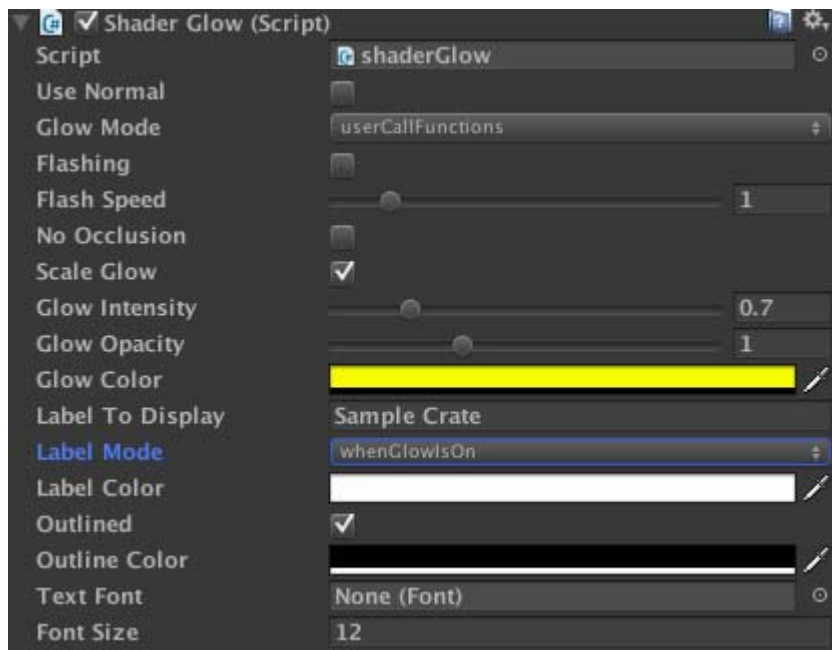 Shader Glow (Script)
Script shaderGlow
Use Normal
Glow Mode userCallFunctions
Flashing
Flash Speed 1
No Occlusion
Scale Glow
Glow Intensity 0.7
Glow Opacity 1
Glow Color
Label To Display Sample Crate
Label Mode whenGlowIsOn
Label Color
Outlined
Outline Color
Text Font None (Font)
Font Size 12